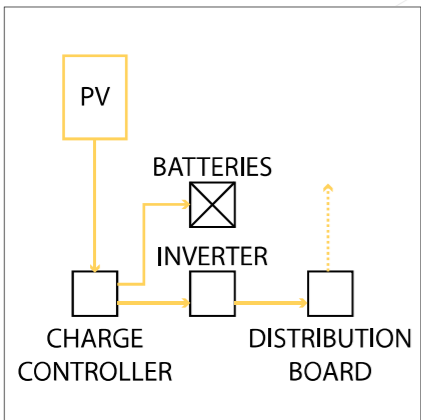 PV
BATTERIES
INVERTER
CHARGE
CONTROLLER
DISTRIBUTION
BOARD